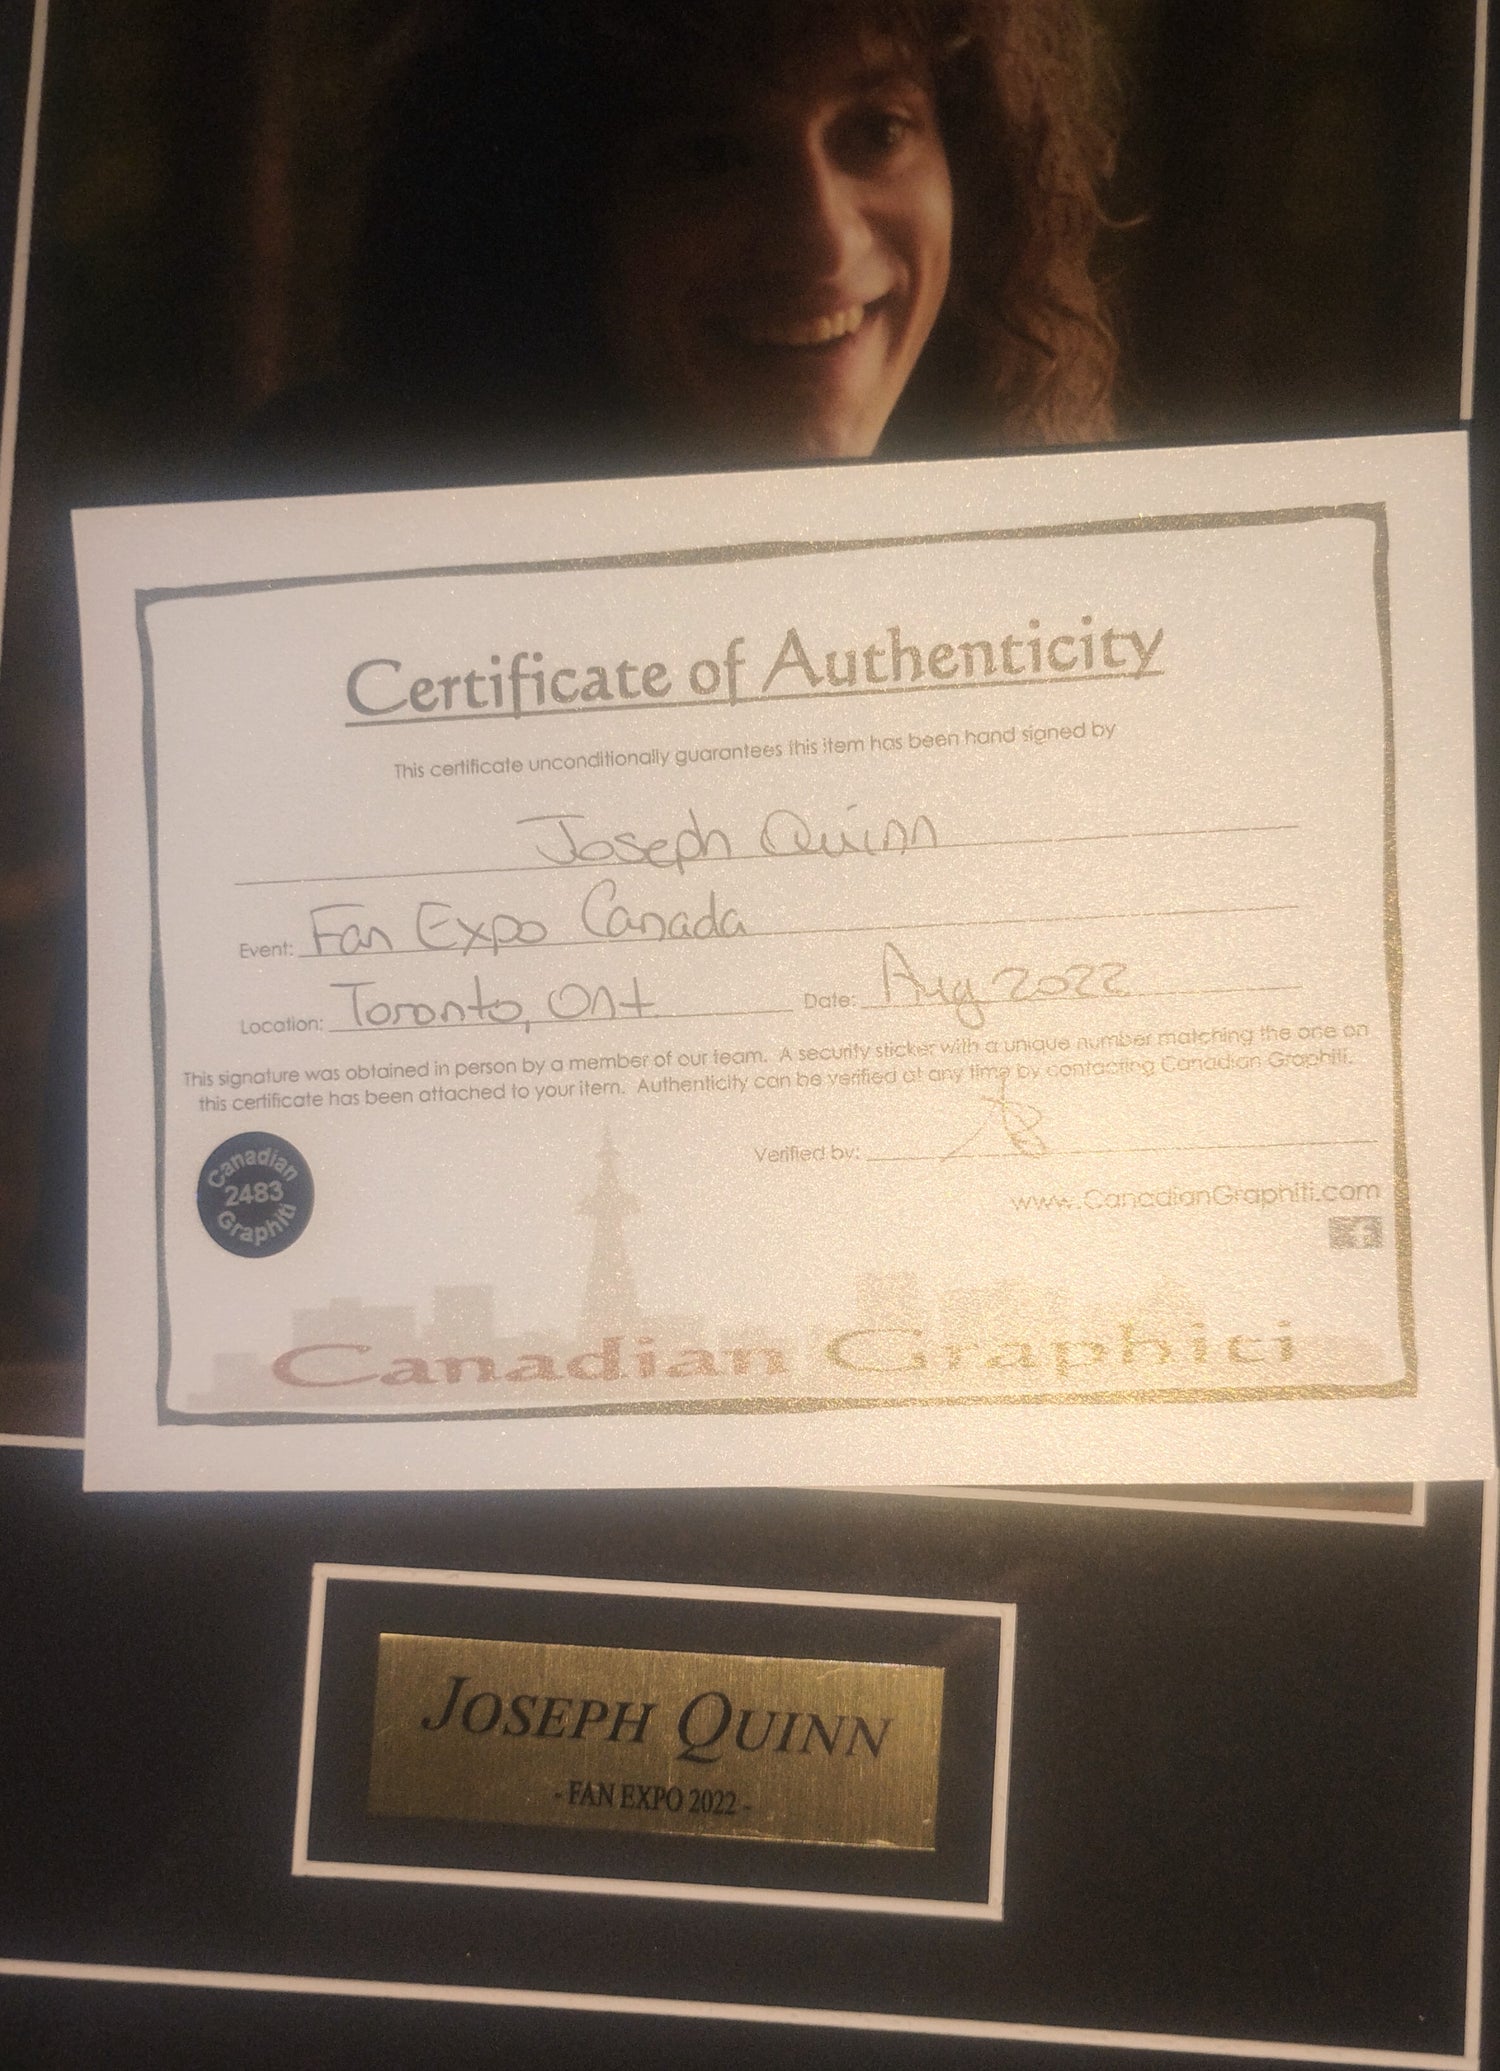 Certificate of Authenticity
This certificate unconditionally guarantees this item has been hand signed by
Joseph Quinn
Event: Fan Expo Canada
Location: Toronto, Ont Date: Aug 2022
This signature was obtained in person by a member of our team. A security sticker with a unique number matching the one on
this certificate has been attached to your item. Authenticity can be verified at any time by contacting Canadian Graphiti.
Verified by:
Canadian
2483
Graphiti
www.CanadianGraphiti.com
f
Canadian Graphiti
JOSEPH QUINN
- FAN EXPO 2022 -